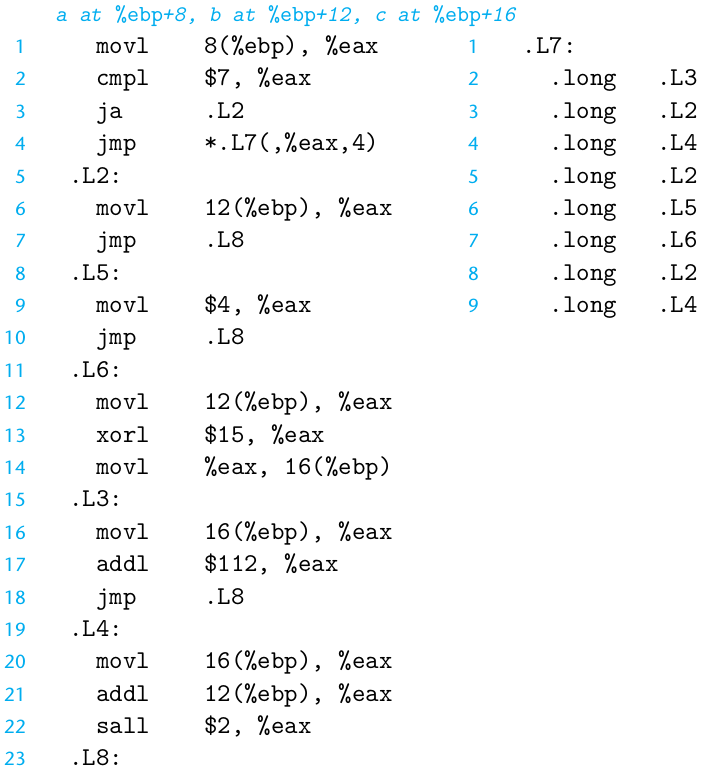 a at %ebp+8, b at %ebp+12, c at %ebp+16
1 movl 8(%ebp), %eax 1 .L7:
2 cmpl $7, %eax 2 .long .L3
3 ja .L2 3 .long .L2
4 jmp *.L7(,%eax,4) 4 .long .L4
5 .L2: 5 .long .L2
6 movl 12(%ebp), %eax 6 .long .L5
7 jmp .L8 7 .long .L6
8 .L5: 8 .long .L2
9 movl $4, %eax 9 .long .L4
10 jmp .L8
11 .L6:
12 movl 12(%ebp), %eax
13 xorl $15, %eax
14 movl %eax, 16(%ebp)
15 .L3:
16 movl 16(%ebp), %eax
17 addl $112, %eax
18 jmp .L8
19 .L4:
20 movl 16(%ebp), %eax
21 addl 12(%ebp), %eax
22 sall $2, %eax
23 .L8: